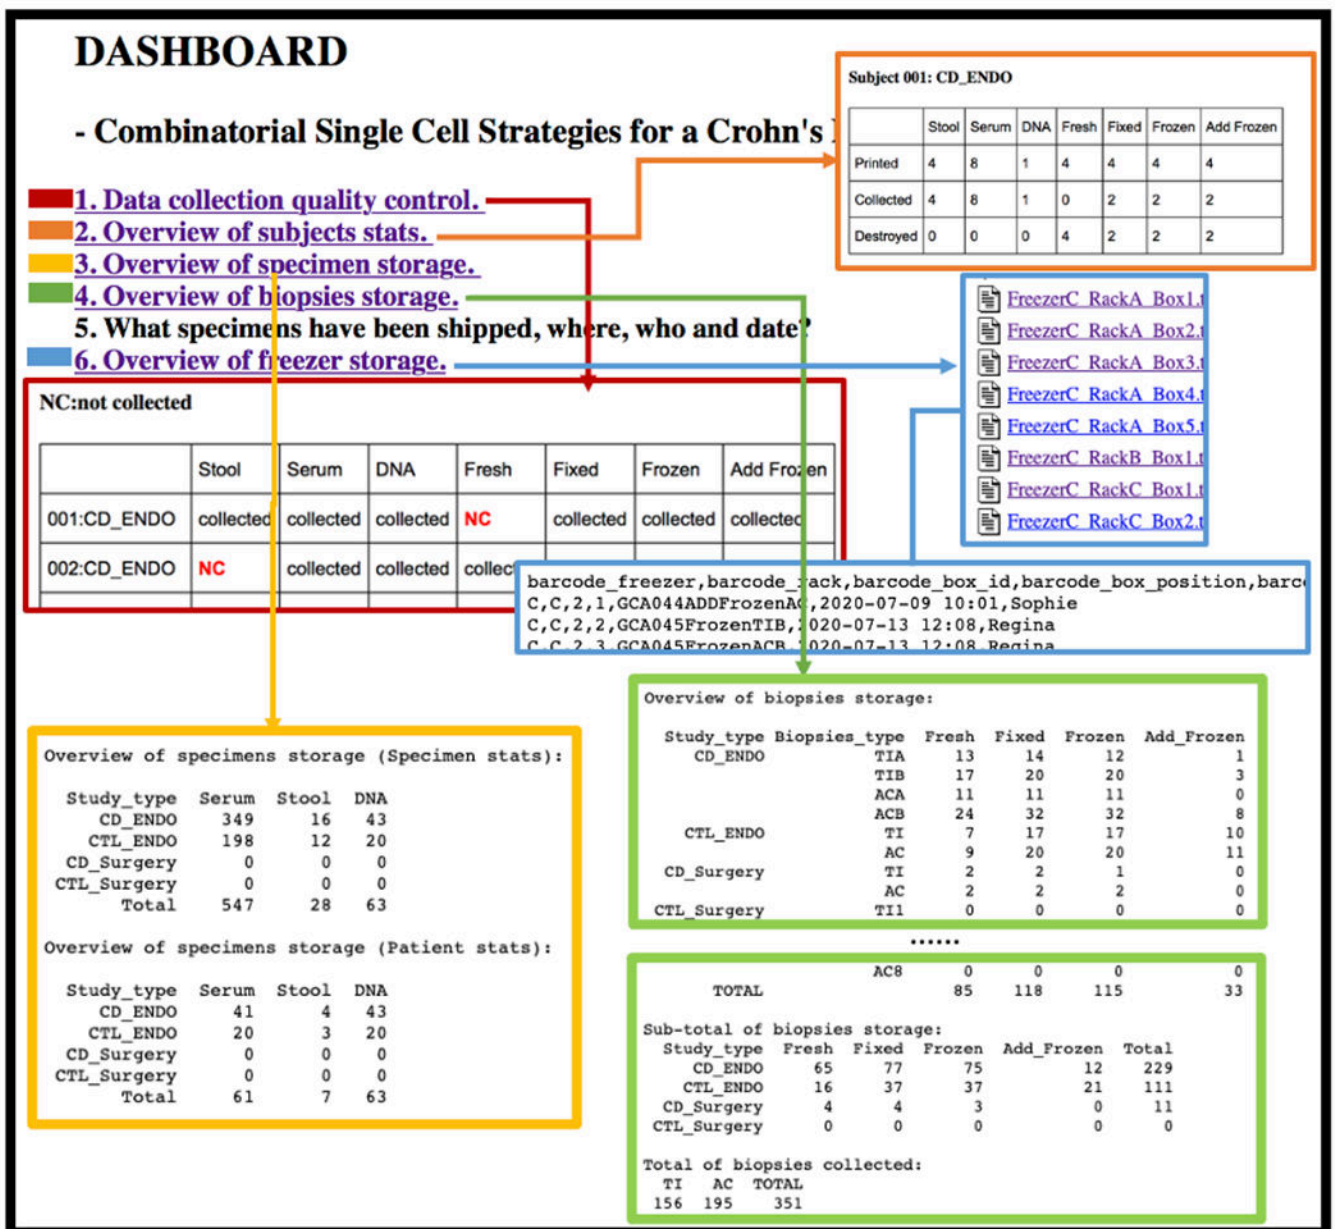 DASHBOARD
- Combinatorial Single Cell Strategies for a Crohn's
1. Data collection quality control.
2. Overview of subjects stats.
3. Overview of specimen storage.
4. Overview of biopsies storage.
5. What specimens have been shipped, where, who and date?
6. Overview of freezer storage.
Subject 001: CD_ENDO
Stool Serum DNA Fresh Fixed Frozen Add Frozen
Printed 4 8 1 4 4 4 4
Collected 4 8 1 0 2 2 2
Destroyed 0 0 0 4 2 2 2
FreezerC_RackA_Box1.t
FreezerC_RackA_Box2.t
FreezerC_RackA_Box3.t
FreezerC_RackA_Box4.t
FreezerC_RackA_Box5.t
FreezerC_RackB_Box1.t
FreezerC_RackC_Box1.t
FreezerC_RackC_Box2.t
NC:not collected
Stool Serum DNA Fresh Fixed Frozen Add Frozen
001:CD_ENDO collected collected collected NC collected collected collected
002:CD_ENDO NC collected collected collec
barcode_freezer,barcode_rack,barcode_box_id,barcode_box_position,barc
C,C,2,1,GCA044ADDFrozenAC,2020-07-09 10:01,Sophie
C,C,2,2,GCA045FrozenTIB,2020-07-13 12:08,Regina
C,C,2,3,GCA045FrozenACB,2020-07-13 12:08,Regina
Overview of specimens storage (Specimen stats):
Study_type Serum Stool DNA
CD_ENDO 349 16 43
CTL_ENDO 198 12 20
CD_Surgery 0 0 0
CTL_Surgery 0 0 0
Total 547 28 63
Overview of specimens storage (Patient stats):
Study_type Serum Stool DNA
CD_ENDO 41 4 43
CTL_ENDO 20 3 20
CD_Surgery 0 0 0
CTL_Surgery 0 0 0
Total 61 7 63
Overview of biopsies storage:
Study_type Biopsies_type Fresh Fixed Frozen Add_Frozen
CD_ENDO TIA 13 14 12 1
TIB 17 20 20 3
ACA 11 11 11 0
ACB 24 32 32 8
CTL_ENDO TI 7 17 17 10
AC 9 20 20 11
CD_Surgery TI 2 2 1 0
AC 2 2 2 0
CTL_Surgery TI1 0 0 0 0
......
AC8 0 0 0 0
TOTAL 85 118 115 33
Sub-total of biopsies storage:
Study_type Fresh Fixed Frozen Add_Frozen Total
CD_ENDO 65 77 75 12 229
CTL_ENDO 16 37 37 21 111
CD_Surgery 4 4 3 0 11
CTL_Surgery 0 0 0 0 0
Total of biopsies collected:
TI AC TOTAL
156 195 351